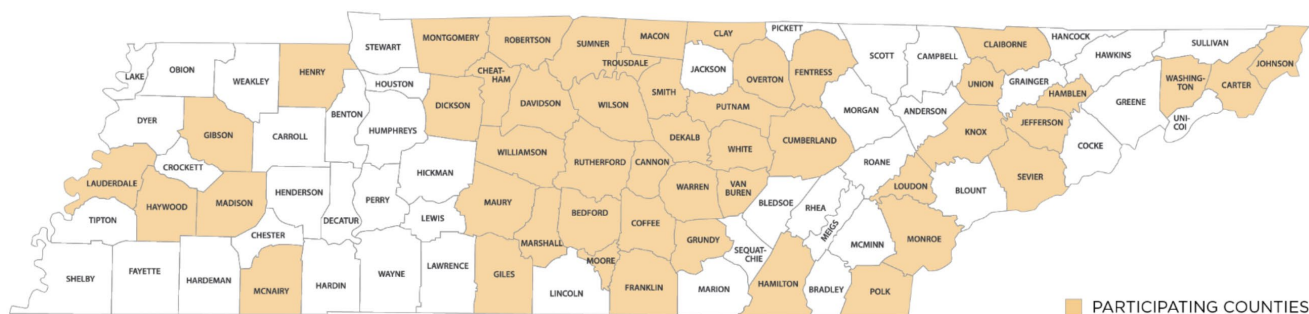 PICKETT
STEWART
MONTGOMERY
ROBERTSON
SUMNER
MACON
CLAY
CLAIBORNE
HANCOCK
SULLIVAN
JOHNSON
LAKE
OBION
WEAKLEY
HENRY
HOUSTON
CHEAT-
HAM
TROUSDALE
JACKSON
OVERTON
FENTRESS
SCOTT
CAMPBELL
UNION
GRAINGER
HAWKINS
WASHING-
TON
CARTER
DYER
GIBSON
CARROLL
BENTON
HUMPHREYS
DICKSON
DAVIDSON
WILSON
SMITH
PUTNAM
MORGAN
ANDERSON
HAMBLEN
GREENE
UNI-
COI
KNOX
JEFFERSON
COCKE
CROCKETT
WILLIAMSON
RUTHERFORD
CANNON
DEKALB
WHITE
CUMBERLAND
ROANE
LOUDON
BLOUNT
SEVIER
LAUDERDALE
HAYWOOD
MADISON
HENDERSON
DECATUR
PERRY
HICKMAN
LEWIS
MAURY
BEDFORD
COFFEE
WARREN
VAN
BUREN
BLEDSOE
RHEA
MEIGS
MCMINN
MONROE
TIPTON
CHESTER
MARSHALL
MOORE
GRUNDY
SEQUAT-
CHIE
SHELBY
FAYETTE
HARDEMAN
MCNAIRY
HARDIN
WAYNE
LAWRENCE
GILES
LINCOLN
FRANKLIN
MARION
HAMILTON
BRADLEY
POLK
PARTICIPATING COUNTIES